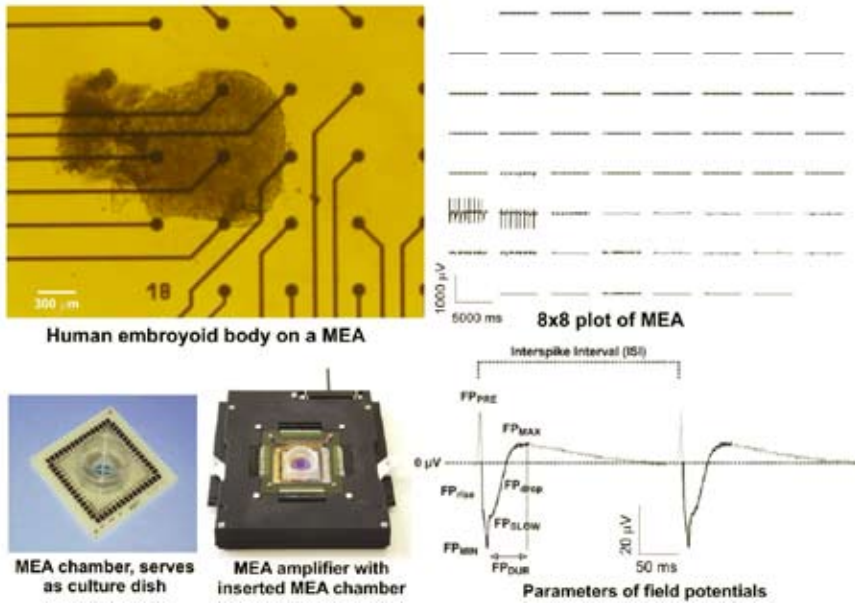 300 µm
18
Human embroyoid body on a MEA
1000 µV
5000 ms
8x8 plot of MEA
MEA chamber, serves
as culture dish
MEA amplifier with
inserted MEA chamber
Interspike Interval (ISI)
FPPRE
FPMAX
0 µV
FPrise
FPdrop
FPSLOW
FPMIN
FPDUR
20 µV
50 ms
Parameters of field potentials